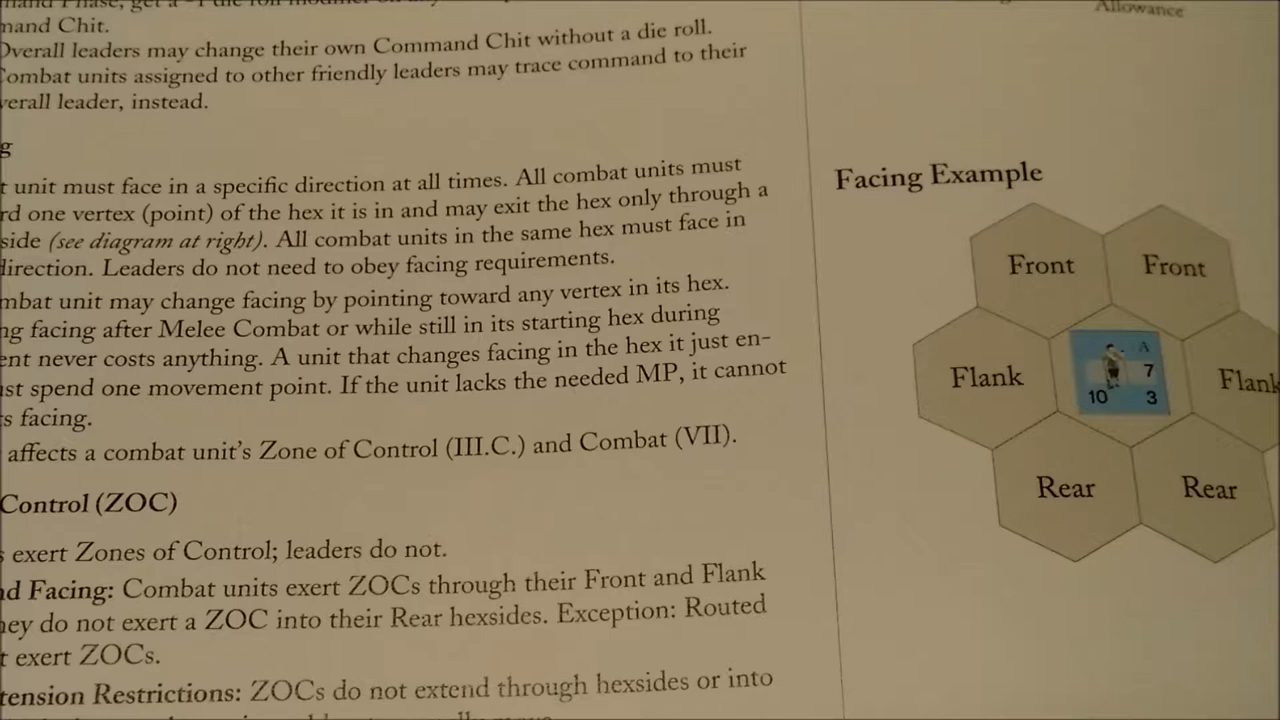 mand Phase, get a -1 die roll modifier on any
mand Chit.
Overall leaders may change their own Command Chit without a die roll.
Combat units assigned to other friendly leaders may trace command to their
verall leader, instead.
g
t unit must face in a specific direction at all times. All combat units must
rd one vertex (point) of the hex it is in and may exit the hex only through a
side (see diagram at right). All combat units in the same hex must face in
direction. Leaders do not need to obey facing requirements.
mbat unit may change facing by pointing toward any vertex in its hex.
ng facing after Melee Combat or while still in its starting hex during
ent never costs anything. A unit that changes facing in the hex it just en-
ust spend one movement point. If the unit lacks the needed MP, it cannot
s facing.
affects a combat unit's Zone of Control (III.C.) and Combat (VII).
Control (ZOC)
s exert Zones of Control; leaders do not.
nd Facing: Combat units exert ZOCs through their Front and Flank
hey do not exert a ZOC into their Rear hexsides. Exception: Routed
t exert ZOCs.
tension Restrictions: ZOCs do not extend through hexsides or into
Allowance
Facing Example
Front Front
Flank A 7 10 3 Flank
Rear Rear